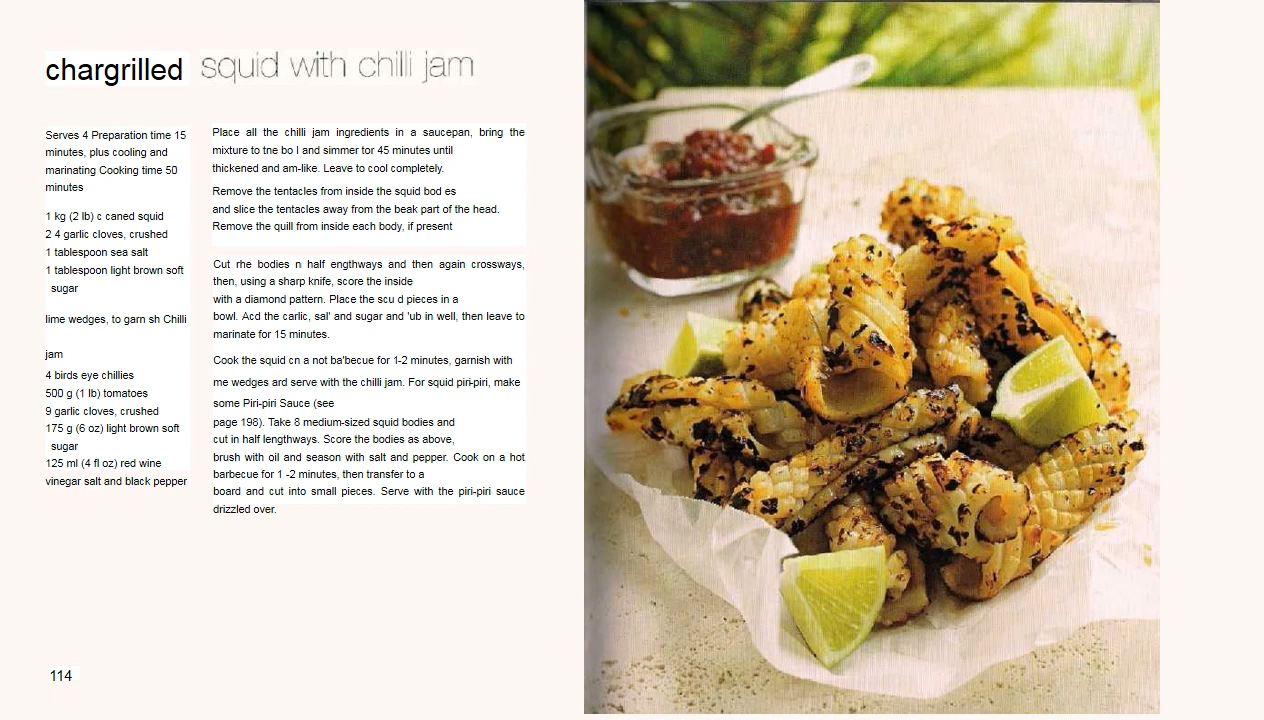 chargrilled squid with chilli jam
Serves 4 Preparation time 15
minutes, plus cooling and
marinating Cooking time 50
minutes
1 kg (2 lb) c caned squid
2 4 garlic cloves, crushed
1 tablespoon sea salt
1 tablespoon light brown soft
sugar
lime wedges, to garn sh Chilli
jam
4 birds eye chillies
500 g (1 lb) tomatoes
9 garlic cloves, crushed
175 g (6 oz) light brown soft
sugar
125 ml (4 fl oz) red wine
vinegar salt and black pepper
Place all the chilli jam ingredients in a saucepan, bring the
mixture to tne bo l and simmer tor 45 minutes until
thickened and am-like. Leave to cool completely.
Remove the tentacles from inside the squid bod es
and slice the tentacles away from the beak part of the head.
Remove the quill from inside each body, if present
Cut rhe bodies n half engthways and then again crossways,
then, using a sharp knife, score the inside
with a diamond pattern. Place the scu d pieces in a
bowl. Acd the carlic, sal' and sugar and 'ub in well, then leave to
marinate for 15 minutes.
Cook the squid cn a not ba'becue for 1-2 minutes, garnish with
me wedges ard serve with the chilli jam. For squid piri-piri, make
some Piri-piri Sauce (see
page 198). Take 8 medium-sized squid bodies and
cut in half lengthways. Score the bodies as above,
brush with oil and season with salt and pepper. Cook on a hot
barbecue for 1 -2 minutes, then transfer to a
board and cut into small pieces. Serve with the piri-piri sauce
drizzled over.
114